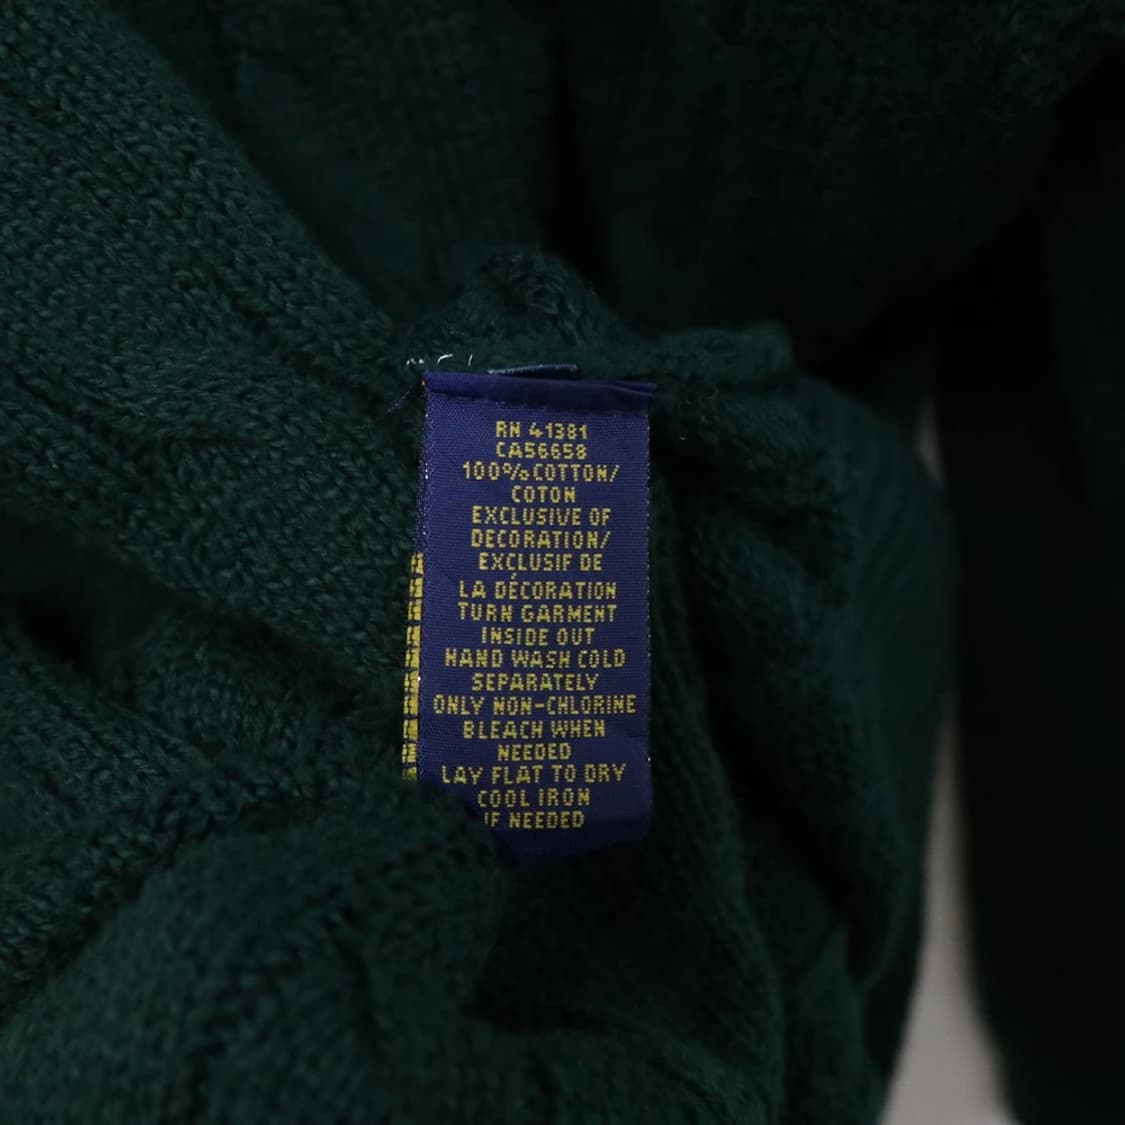 RN 41381
CA56658
100% COTTON/
COTON
EXCLUSIVE OF
DECORATION/
EXCLUSIF DE
LA DÉCORATION
TURN GARMENT
INSIDE OUT
HAND WASH COLD
SEPARATELY
ONLY NON-CHLORINE
BLEACH WHEN
NEEDED
LAY FLAT TO DRY
COOL IRON
IF NEEDED